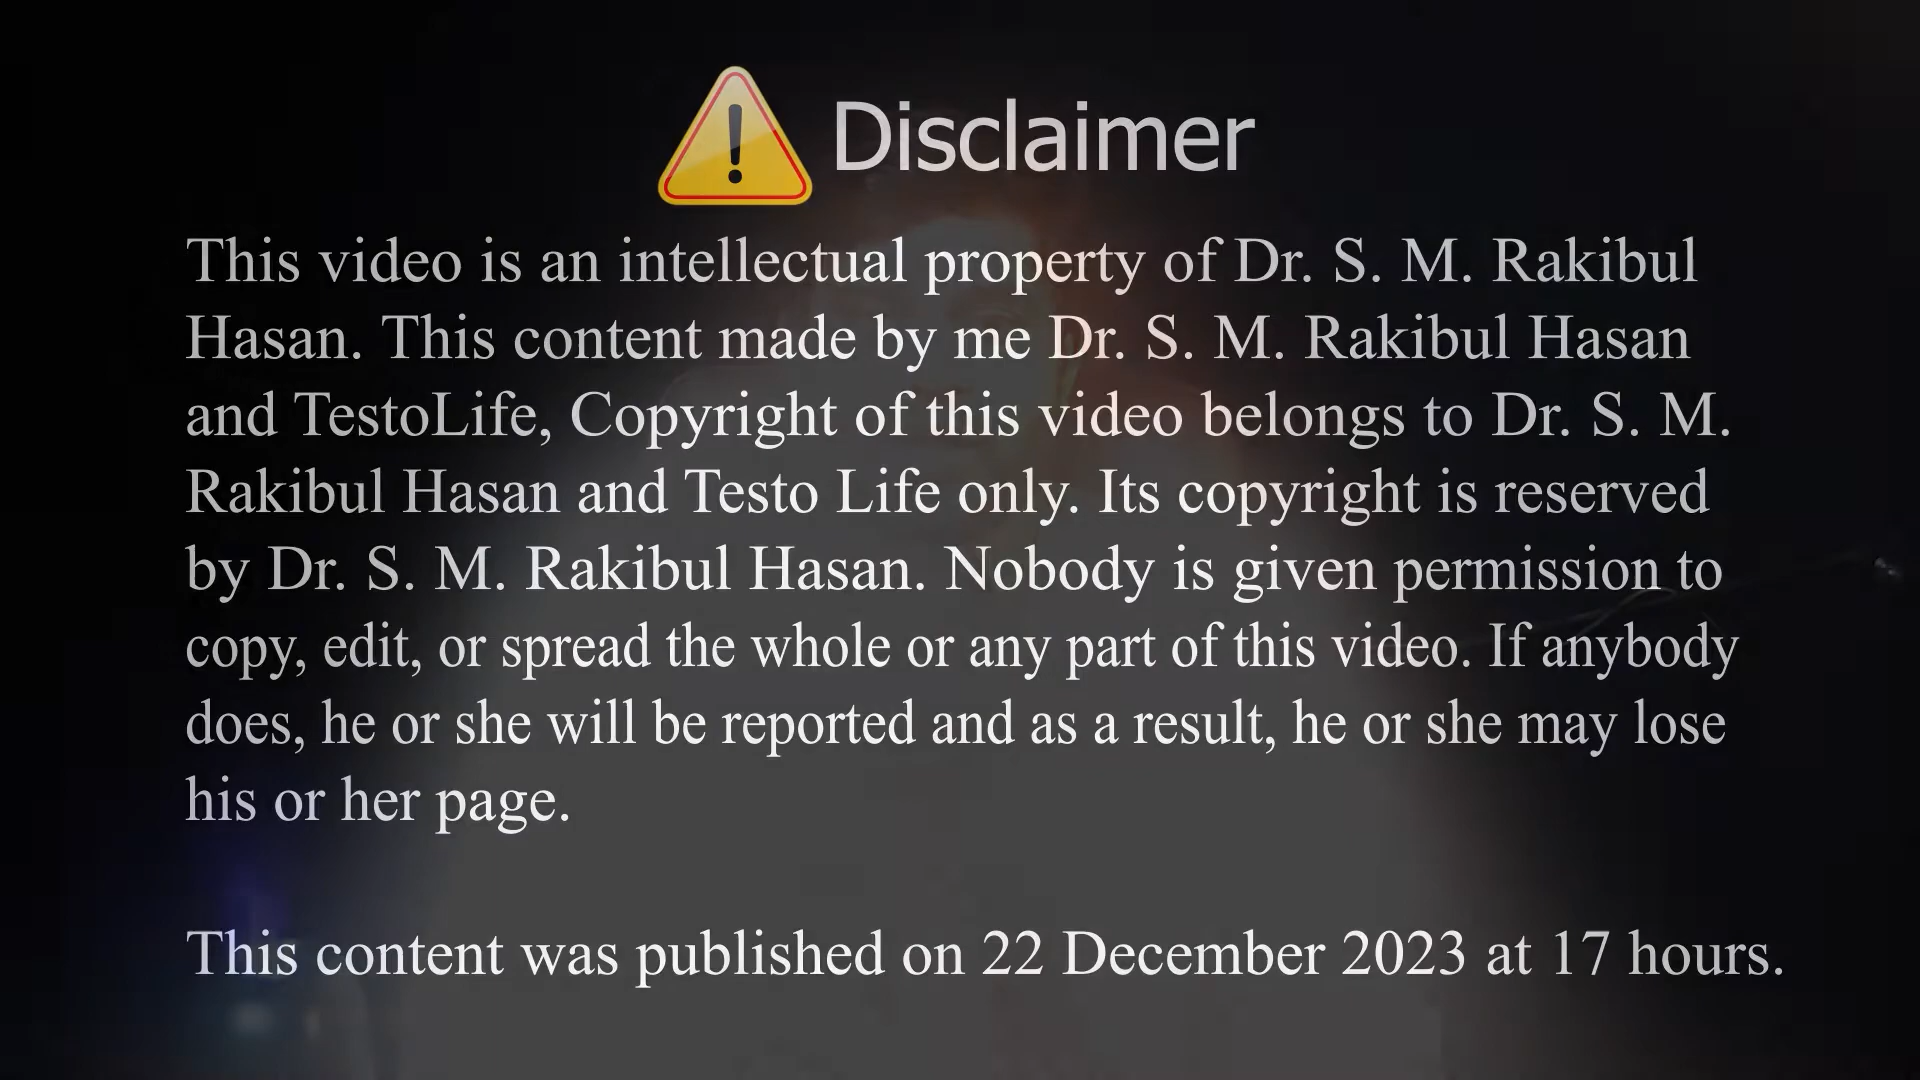 Disclaimer
This video is an intellectual property of Dr. S. M. Rakibul
Hasan. This content made by me Dr. S. M. Rakibul Hasan
and TestoLife, Copyright of this video belongs to Dr. S. M.
Rakibul Hasan and Testo Life only. Its copyright is reserved
by Dr. S. M. Rakibul Hasan. Nobody is given permission to
copy, edit, or spread the whole or any part of this video. If anybody
does, he or she will be reported and as a result, he or she may lose
his or her page.
This content was published on 22 December 2023 at 17 hours.